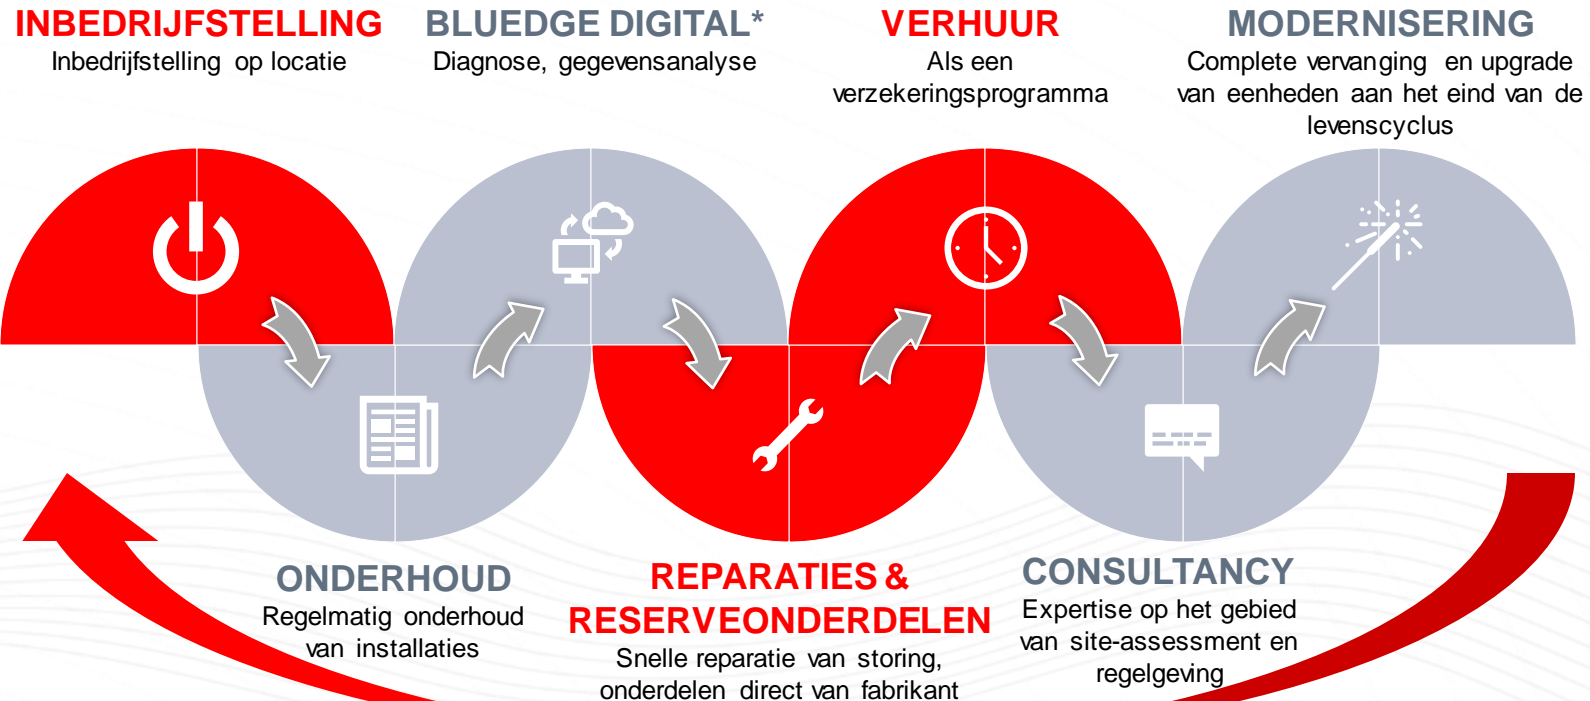 INBEDRIJFSTELLING
Inbedrijfstelling op locatie
BLUEDGE DIGITAL*
Diagnose, gegevensanalyse
VERHUUR
Als een
verzekeringsprogramma
MODERNISERING
Complete vervanging en upgrade
van eenheden aan het eind van de
levenscyclus
ONDERHOUD
Regelmatig onderhoud
van installaties
REPARATIES &
RESERVEONDERDELEN
Snelle reparatie van storing,
onderdelen direct van fabrikant
CONSULTANCY
Expertise op het gebied
van site-assessment en
regelgeving